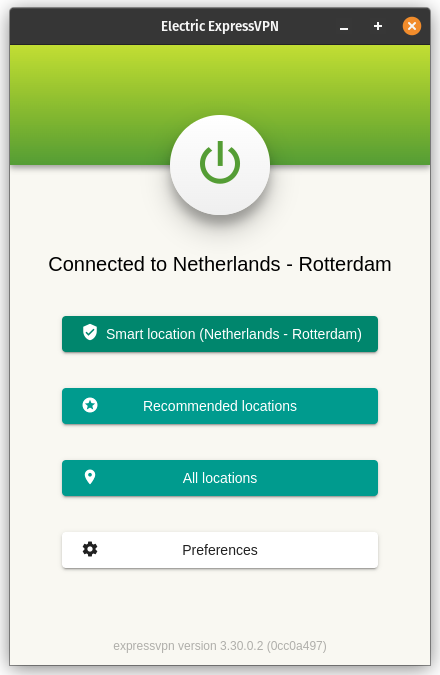 Electric ExpressVPN
Connected to Netherlands - Rotterdam
Smart location (Netherlands - Rotterdam)
Recommended locations
All locations
Preferences
expressvpn version 3.30.0.2 (0cc0a497)